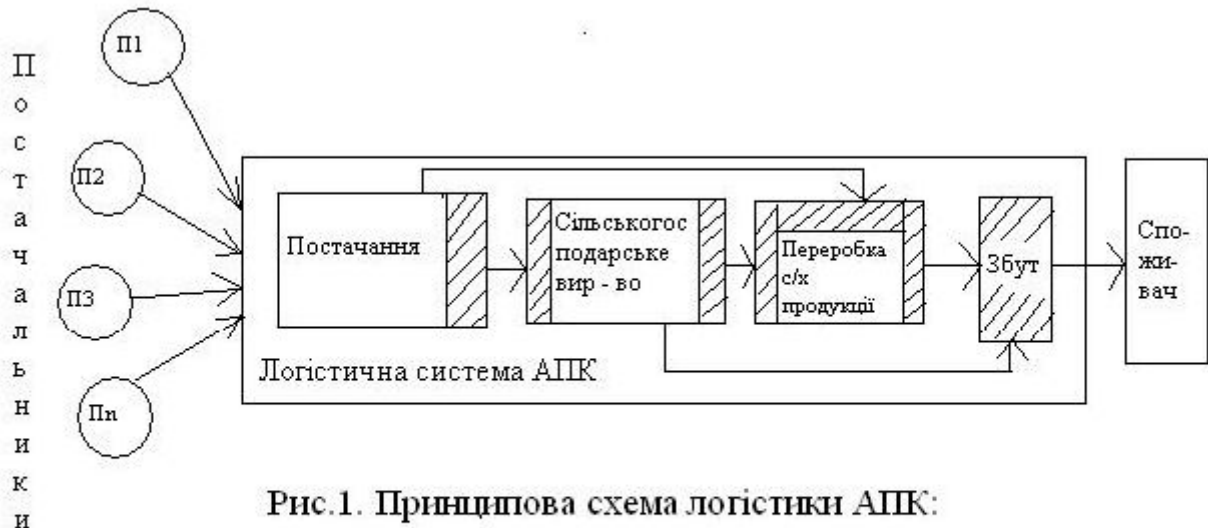 Постачальники
П1
П2
П3
Пn
Постачання
Сільськогос
подарське
вир - во
Переробка
с/х
продукції
Збут
Спо-
жи-
вач
Логістична система АПК
Рис.1. Принципова схема логістики АПК: